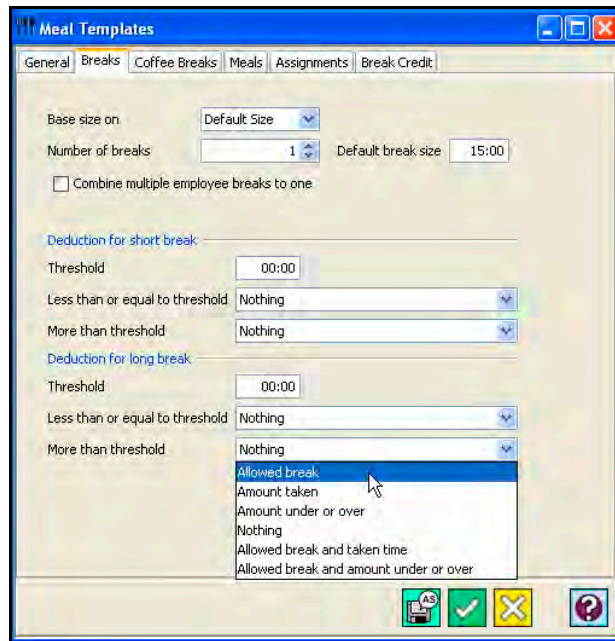 Meal Templates
General Breaks Coffee Breaks Meals Assignments Break Credit
Base size on Default Size
Number of breaks 1 Default break size 15:00
Combine multiple employee breaks to one
Deduction for short break
Threshold 00:00
Less than or equal to threshold Nothing
More than threshold Nothing
Deduction for long break
Threshold 00:00
Less than or equal to threshold Nothing
More than threshold Nothing
Allowed break
Amount taken
Amount under or over
Nothing
Allowed break and taken time
Allowed break and amount under or over
AS
?